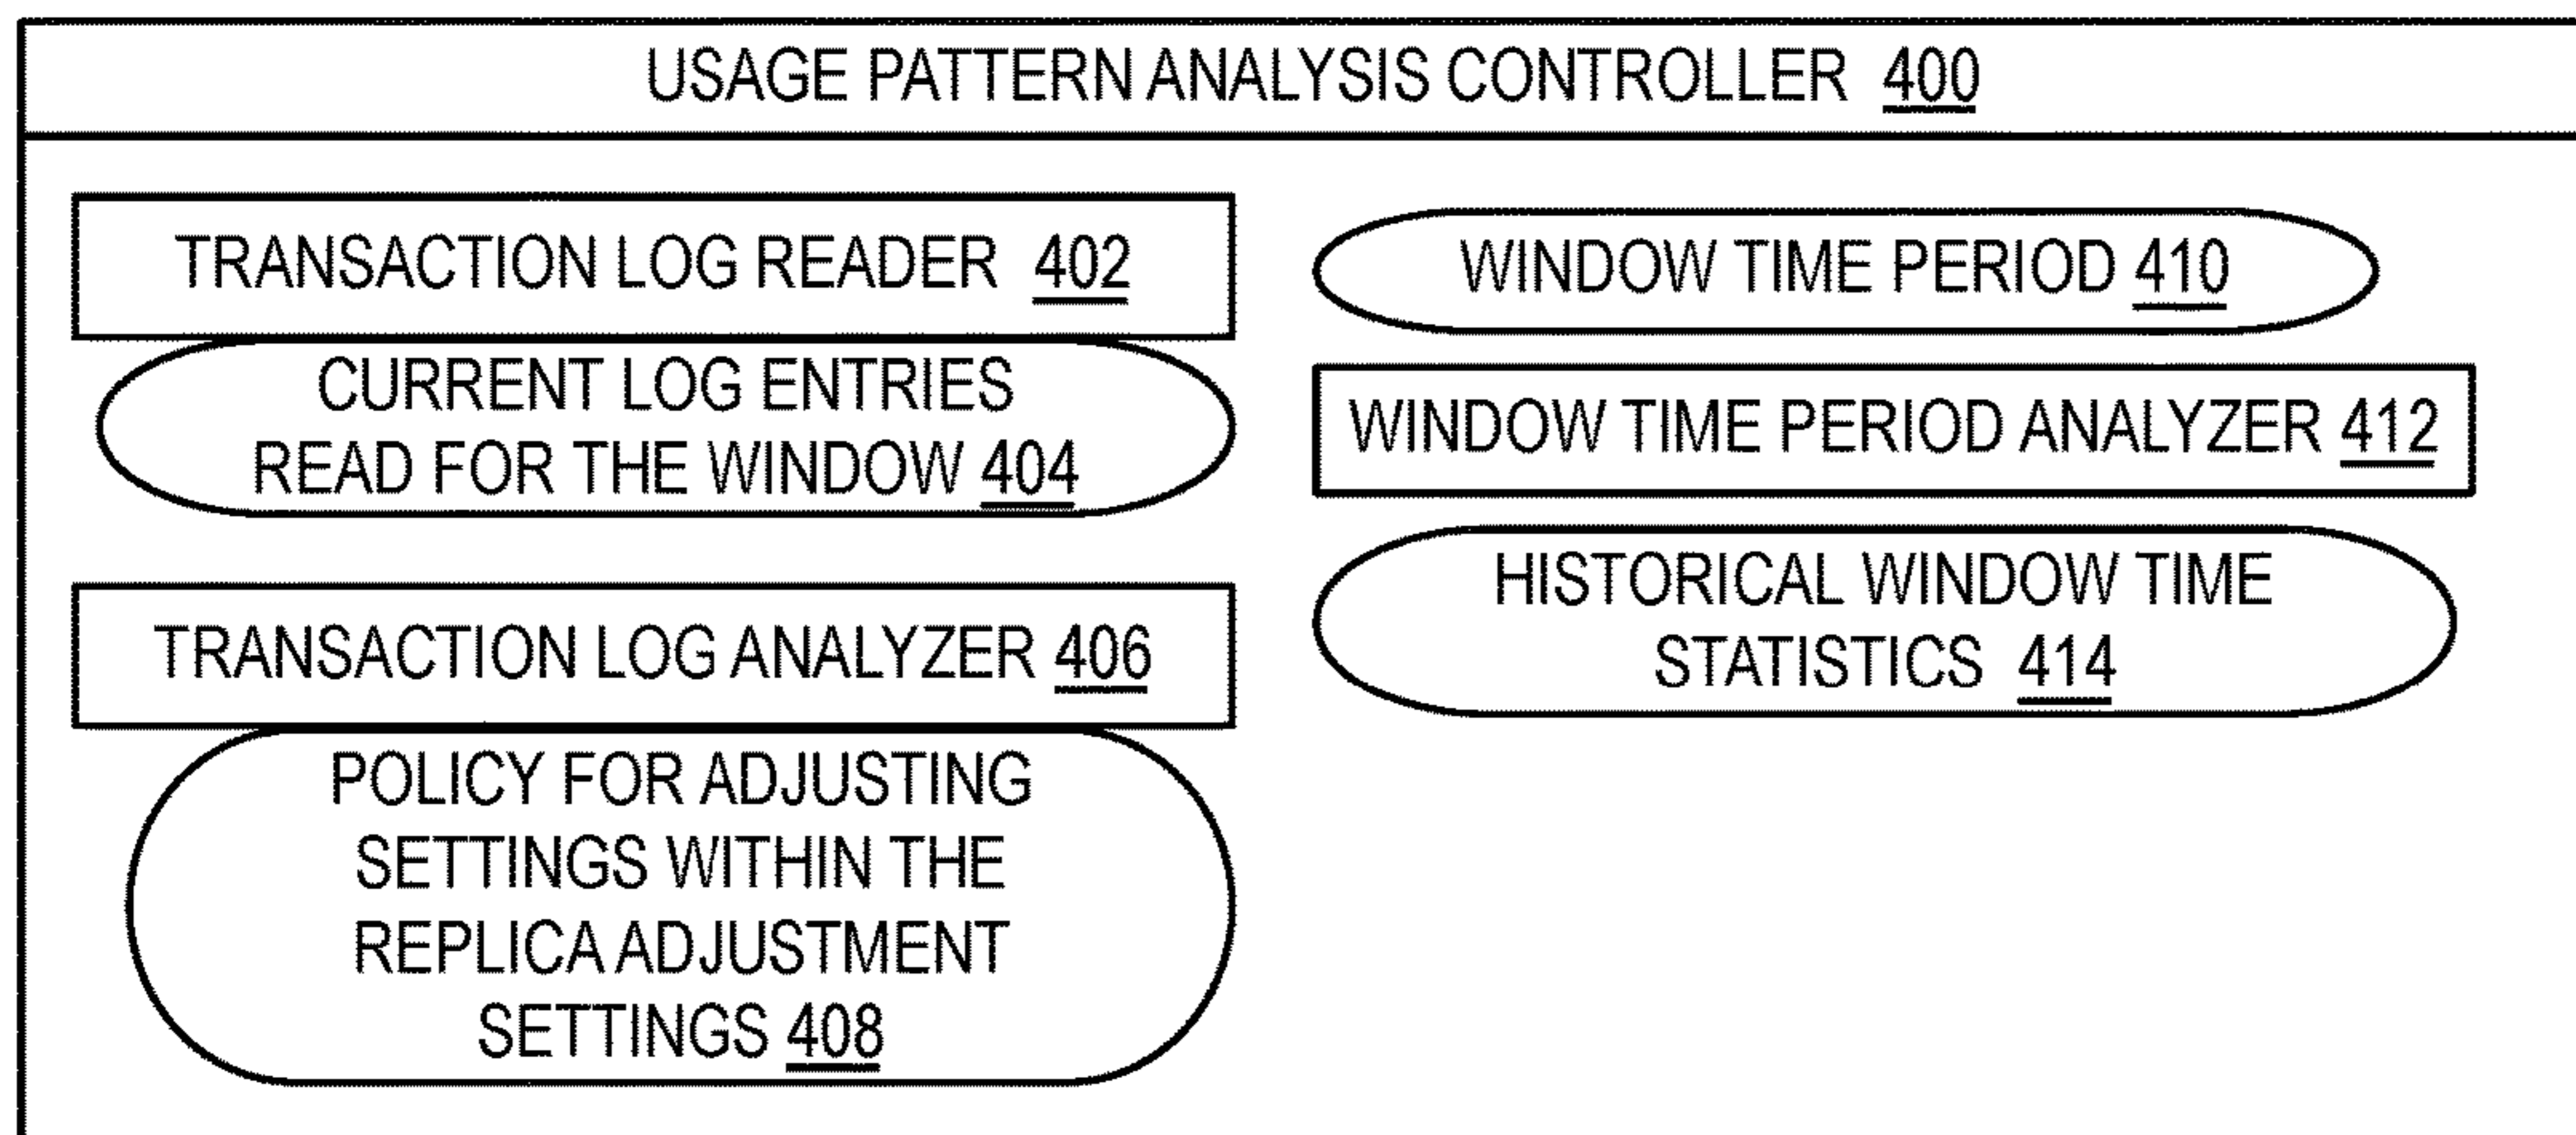 USAGE PATTERN ANALYSIS CONTROLLER 400
TRANSACTION LOG READER 402
CURRENT LOG ENTRIES
READ FOR THE WINDOW 404
TRANSACTION LOG ANALYZER 406
POLICY FOR ADJUSTING
SETTINGS WITHIN THE
REPLICA ADJUSTMENT
SETTINGS 408
WINDOW TIME PERIOD 410
WINDOW TIME PERIOD ANALYZER 412
HISTORICAL WINDOW TIME
STATISTICS 414